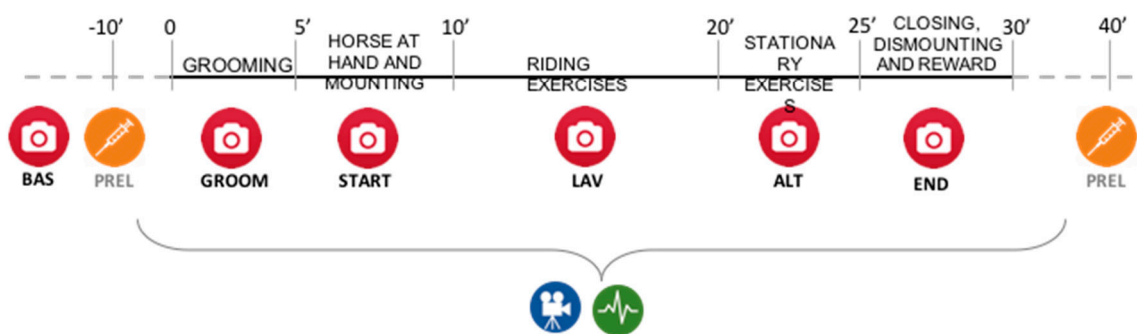 -10’ 0 5’ 10’ 20’ 25’ 30’ 40’
GROOMING
HORSE AT
HAND AND
MOUNTING
RIDING
EXERCISES
STATIONA
RY
EXERCISE
S
CLOSING,
DISMOUNTING
AND REWARD
BAS PREL GROOM START LAV ALT END PREL